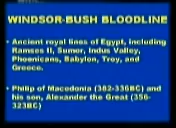 WINDSOR-BUSH BLOODLINE
• Ancient royal lines of Egypt, including
Rameses II, Sumer, Indus Valley,
Phoenicans, Babylon, Troy, and
Greece.
• Philip of Macedonia (382-336BC) and
his son, Alexander the Great (356-
323BC)